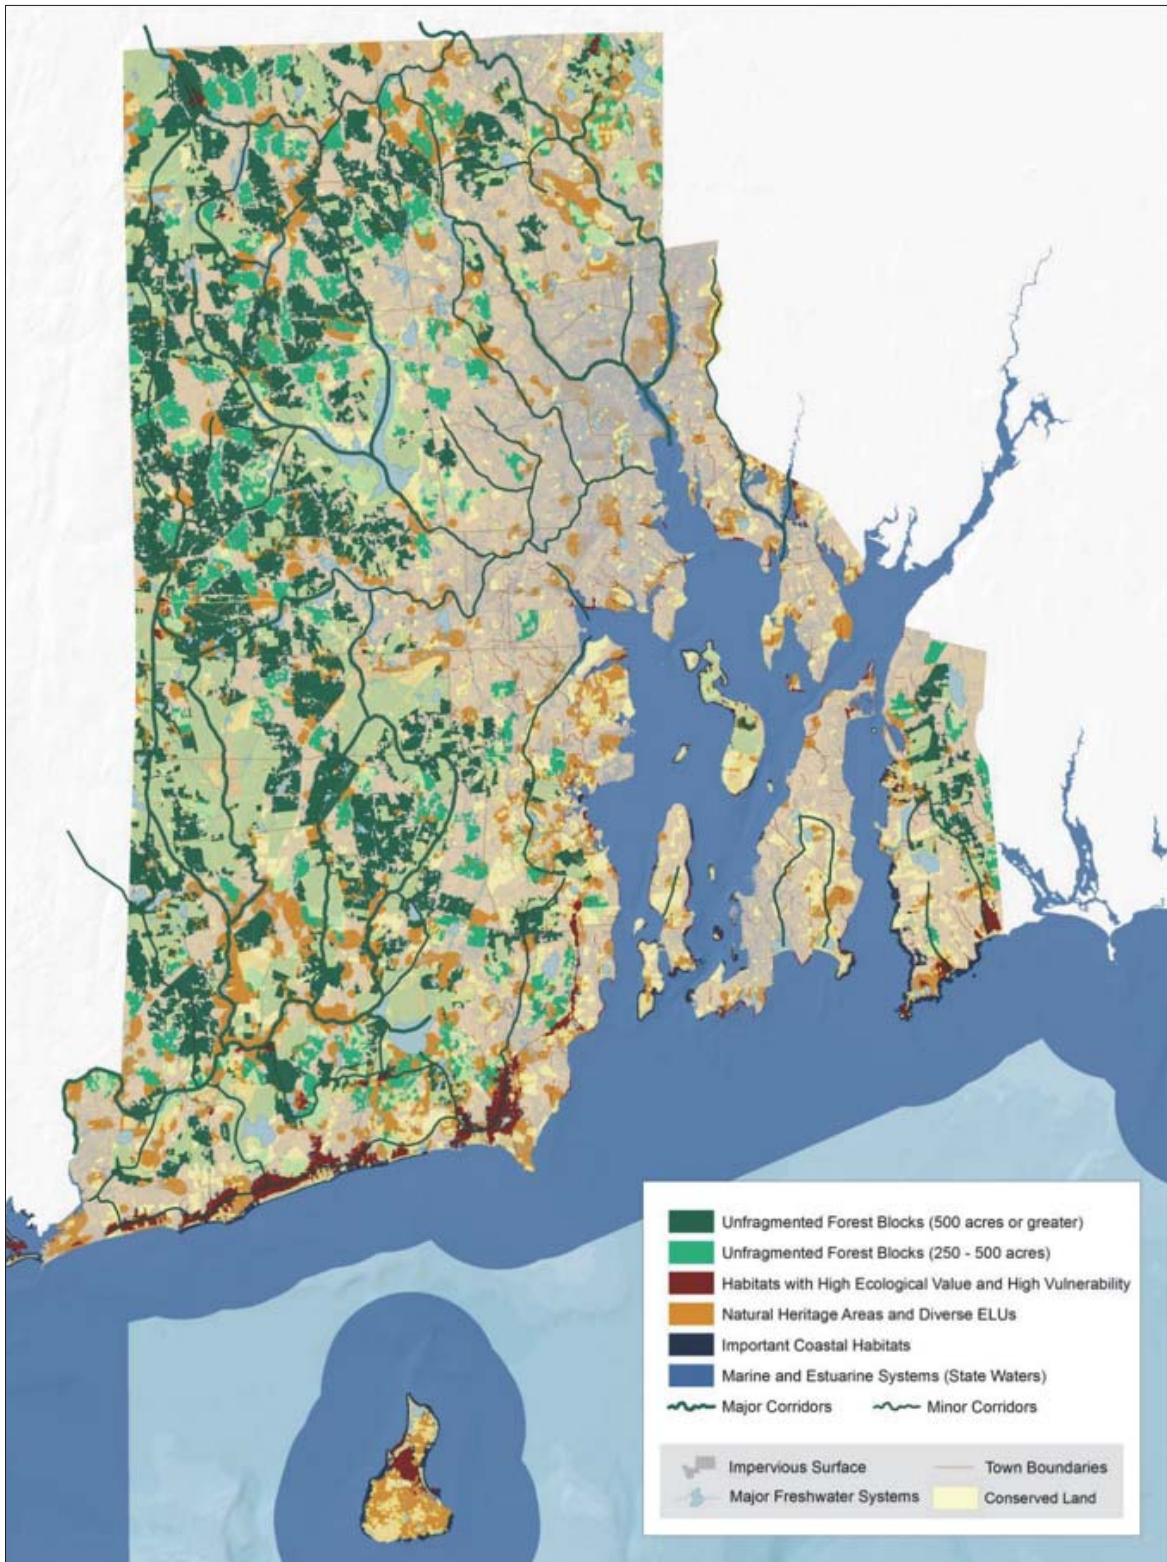 Unfragmented Forest Blocks (500 acres or greater)
Unfragmented Forest Blocks (250 - 500 acres)
Habitats with High Ecological Value and High Vulnerability
Natural Heritage Areas and Diverse ELUs
Important Coastal Habitats
Marine and Estuarine Systems (State Waters)
Major Corridors Minor Corridors
Impervious Surface Town Boundaries
Major Freshwater Systems Conserved Land